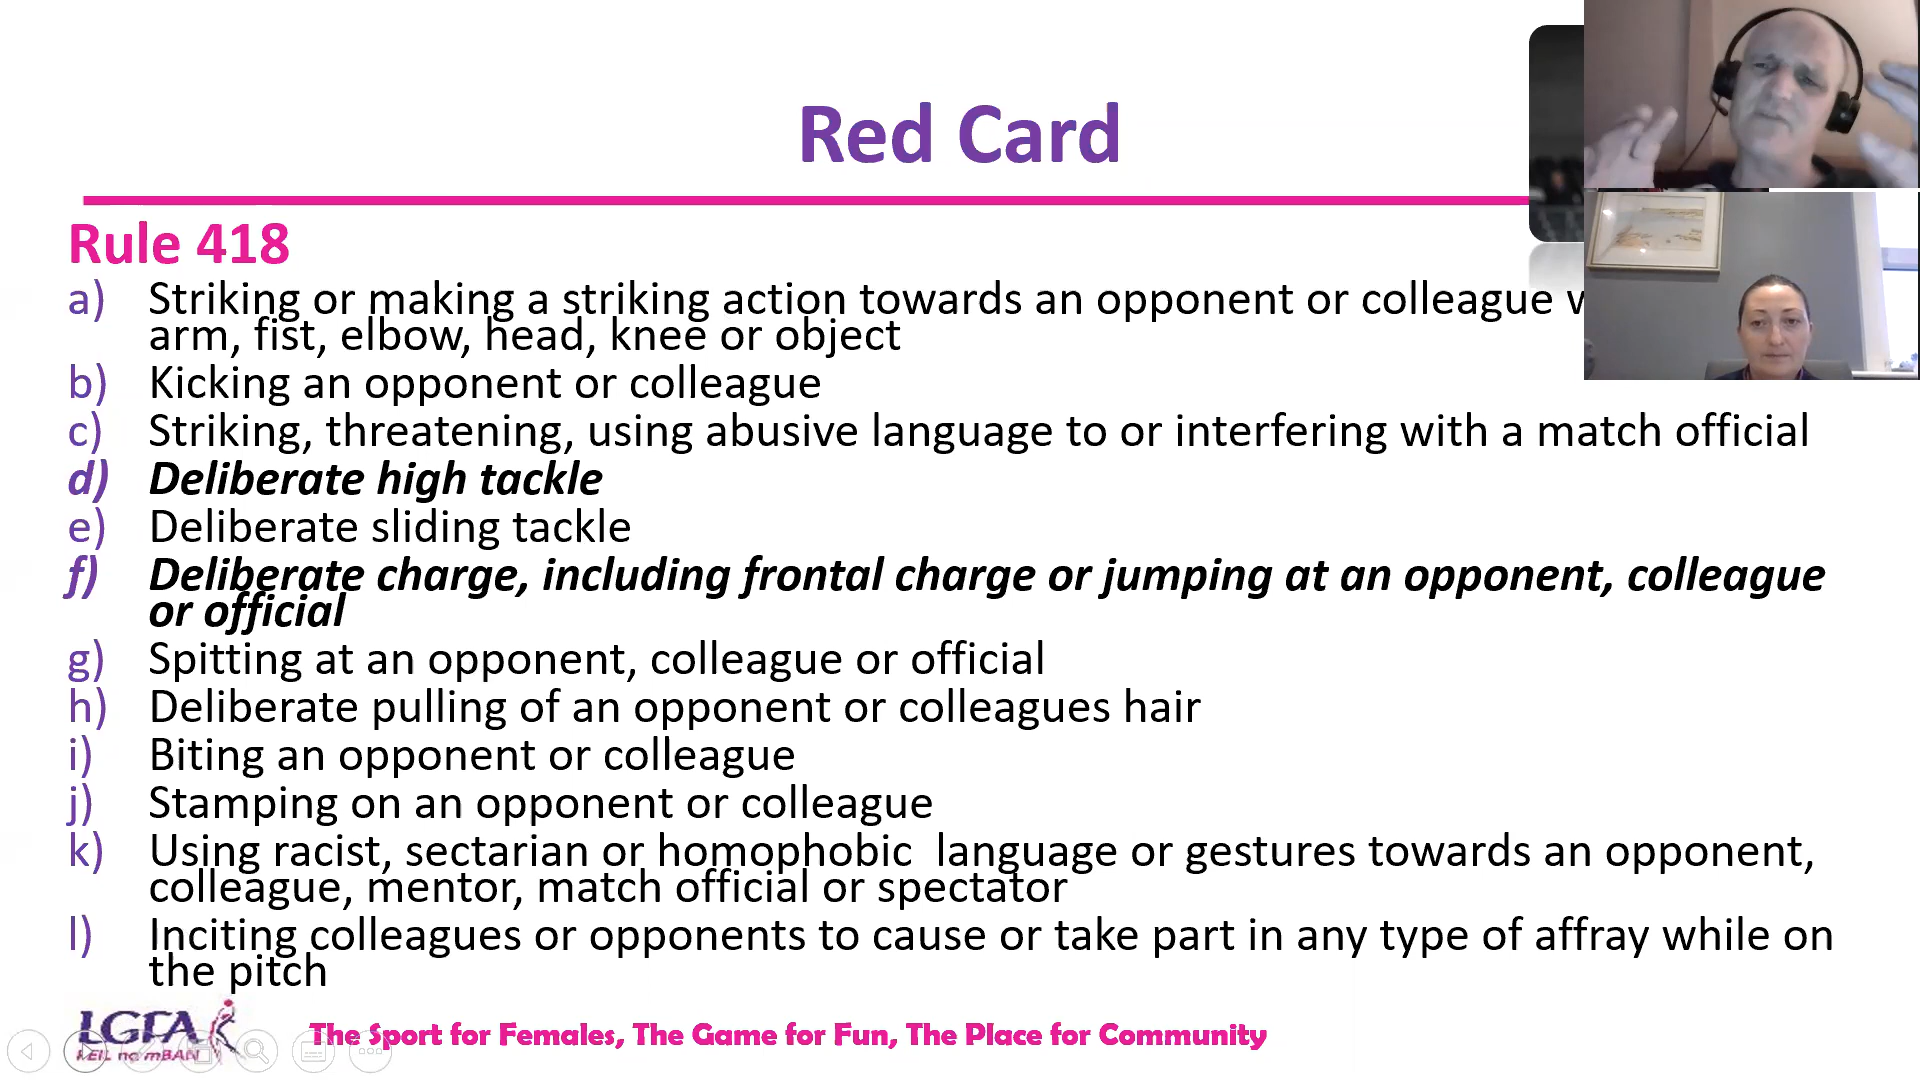 Red Card
Rule 418
a) Striking or making a striking action towards an opponent or colleague
arm, fist, elbow, head, knee or object
b) Kicking an opponent or colleague
c) Striking, threatening, using abusive language to or interfering with a match official
d) Deliberate high tackle
e) Deliberate sliding tackle
f) Deliberate charge, including frontal charge or jumping at an opponent, colleague
or official
g) Spitting at an opponent, colleague or official
h) Deliberate pulling of an opponent or colleagues hair
i) Biting an opponent or colleague
j) Stamping on an opponent or colleague
k) Using racist, sectarian or homophobic  language or gestures towards an opponent,
colleague, mentor, match official or spectator
l) Inciting colleagues or opponents to cause or take part in any type of affray while on
the pitch
LGFA
PEIL na mBAN
The Sport for Females, The Game for Fun, The Place for Community